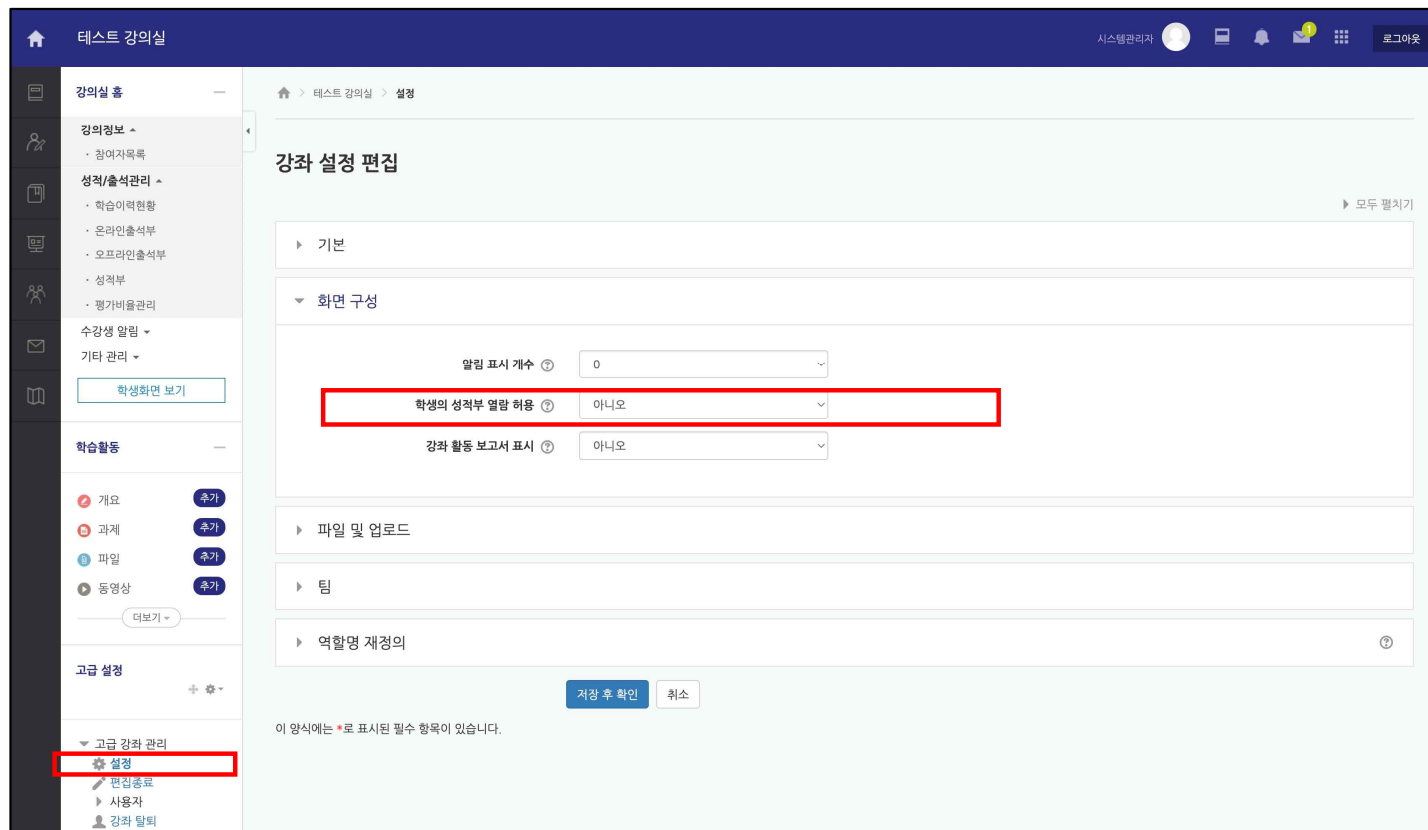 테스트 강의실
시스템관리자
1
로그아웃
강의실 홈
강의정보
· 참여자목록
성적/출석관리
· 학습이력현황
· 온라인출석부
· 오프라인출석부
· 성적부
· 평가비율관리
수강생 알림
기타 관리
학생화면 보기
학습활동
개요 추가
과제 추가
파일 추가
동영상 추가
더보기
고급 설정
고급 강좌 관리
설정
편집종료
사용자
강좌 탈퇴
> 테스트 강의실 > 설정
강좌 설정 편집
모두 펼치기
기본
화면 구성
알림 표시 개수 ? 0
학생의 성적부 열람 허용 ? 아니오
강좌 활동 보고서 표시 ? 아니오
파일 및 업로드
팀
역할명 재정의 ?
저장 후 확인 취소
이 양식에는 *로 표시된 필수 항목이 있습니다.